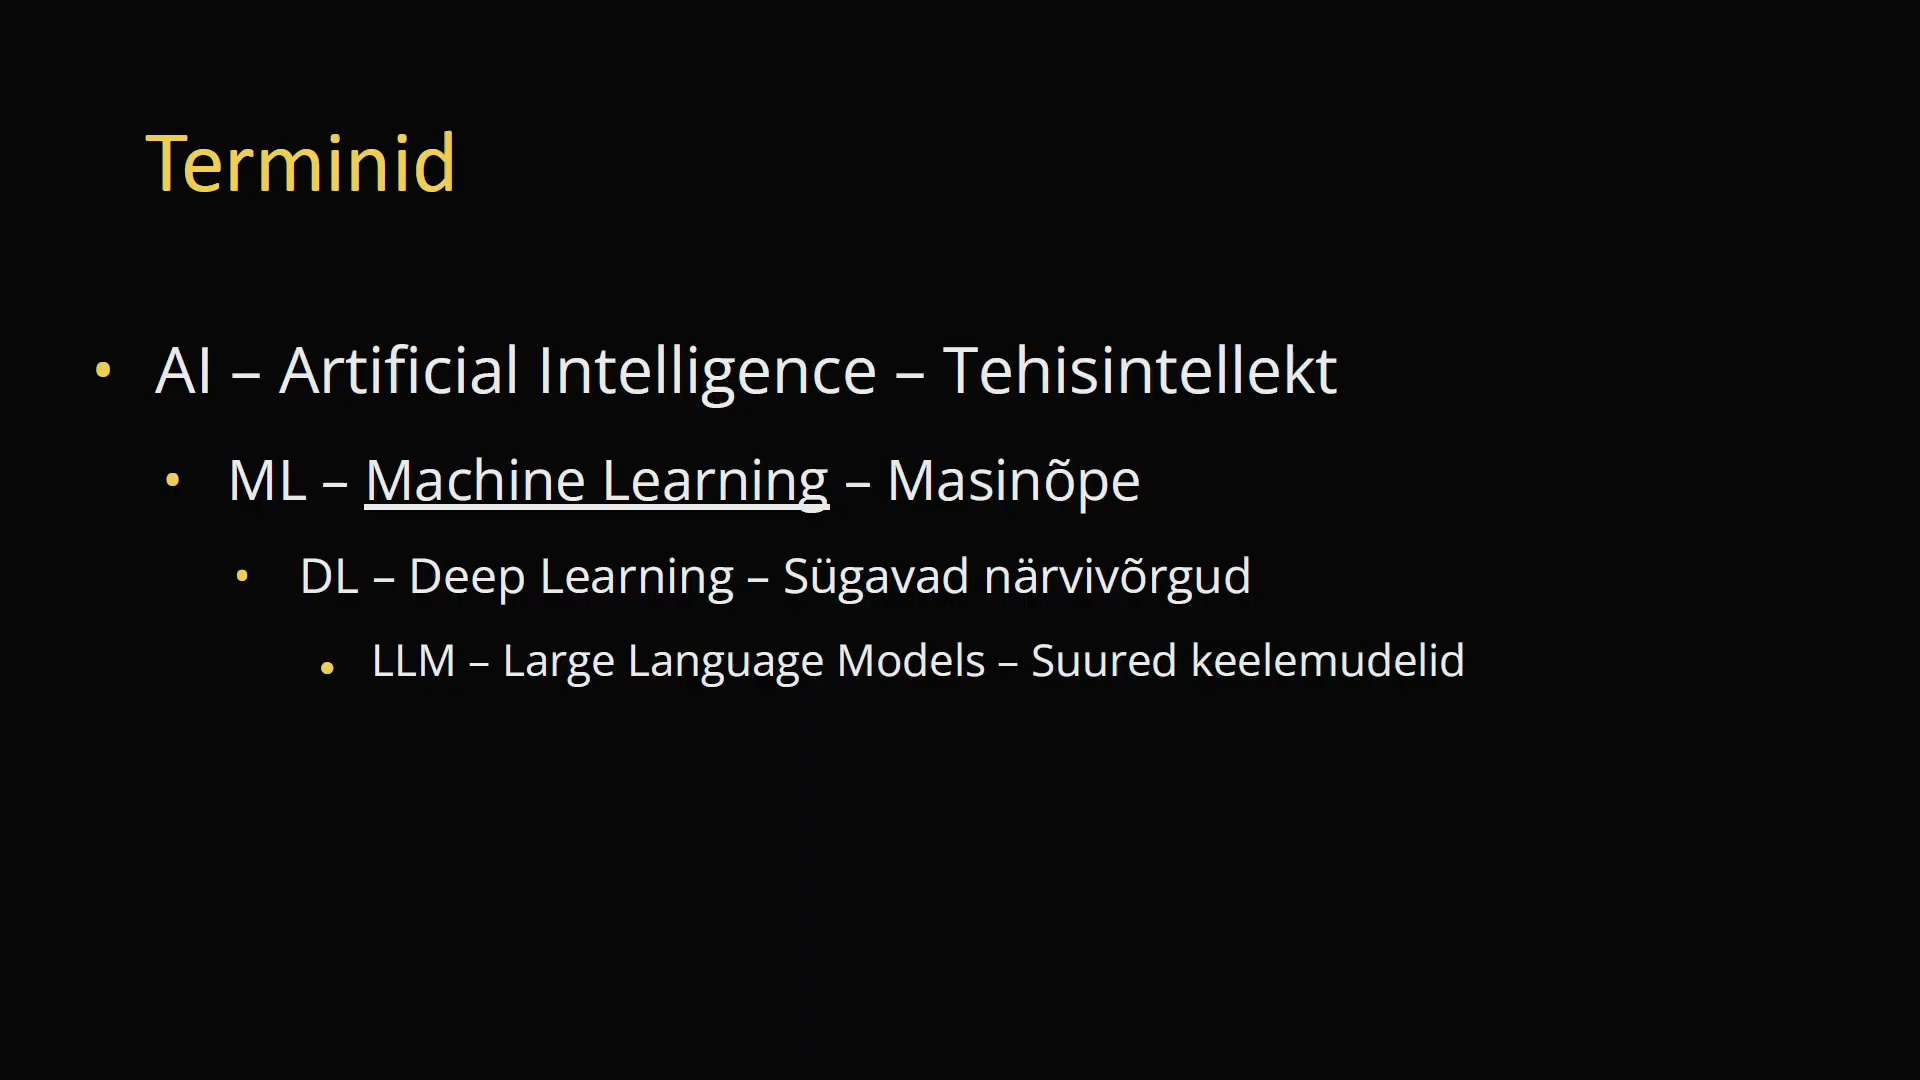 Terminid
• AI – Artificial Intelligence – Tehisintellekt
• ML – Machine Learning – Masinõpe
• DL – Deep Learning – Sügavad närvivõrgud
• LLM – Large Language Models – Suured keelemudelid